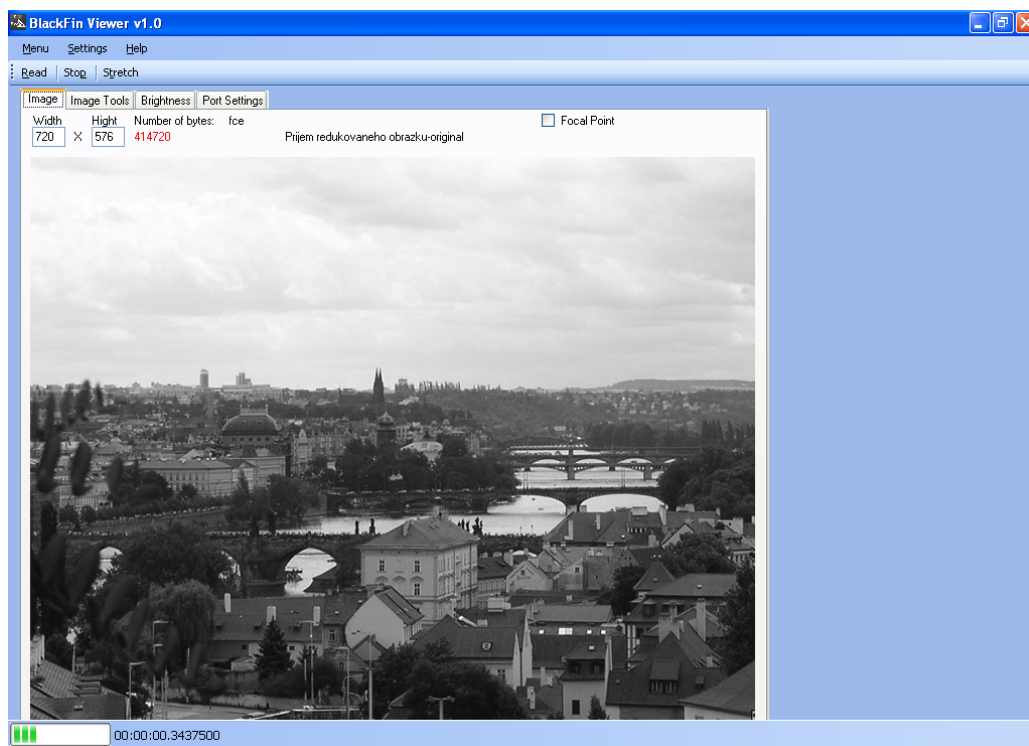 BlackFin Viewer v1.0
Menu Settings Help
Read Stop Stretch
Image Image Tools Brightness Port Settings
Width Hight Number of bytes: fce Focal Point
720 X 576 414720 Prijem redukovaneho obrazku-original
00:00:00.3437500